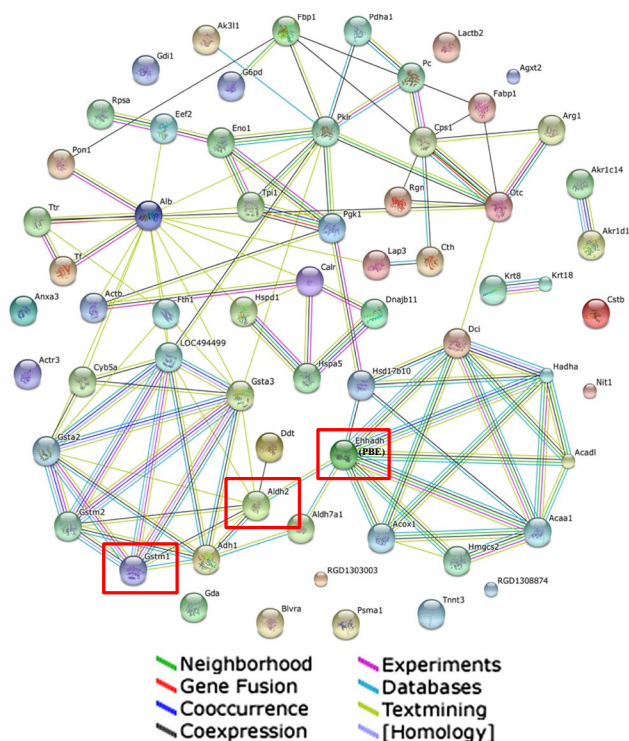 Ak3l1
Fbp1
Pdha1
Lactb2
Gdi1
G6pd
Pc
Agxt2
Rpsa
Eef2
Fabp1
Eno1
Pklr
Cps1
Arg1
Pon1
Akr1c14
Ttr
Alb
Tpi1
Rgn
Otc
Pgk1
Akr1d1
Tf
Lap3
Cth
Anxa3
Actb
Fth1
Hspd1
Calr
Dnajb11
Krt8
Krt18
Cstb
Actr3
LOC494499
Hspa5
Dci
Cyb5a
Gsta3
Hsd17b10
Hadha
Nit1
Gsta2
Ddt
Ehhadh
(PBE)
Acadl
Aldh2
Gstm2
Aldh7a1
Acox1
Acaa1
Gstm1
Adh1
Hmgcs2
RGD1303003
RGD1308874
Gda
Blvra
Psma1
Tnnt3
Neighborhood
Gene Fusion
Cooccurrence
Coexpression
Experiments
Databases
Textmining
[Homology]